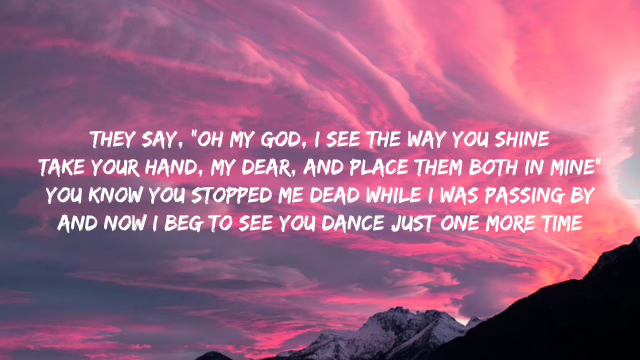 THEY SAY, "OH MY GOD, I SEE THE WAY YOU SHINE
TAKE YOUR HAND, MY DEAR, AND PLACE THEM BOTH IN MINE"
YOU KNOW YOU STOPPED ME DEAD WHILE I WAS PASSING BY
AND NOW I BEG TO SEE YOU DANCE JUST ONE MORE TIME